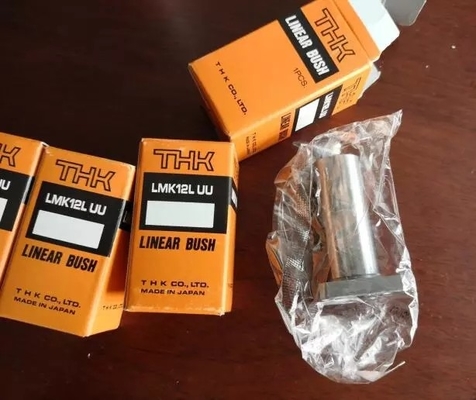 THK
LINEAR BUSH
1PCS.
T H K CO., LTD.
THK
LMK12L UU
LINEAR BUSH
T H K CO., LTD.
MADE IN JAPAN
THK
LMK12L UU
LINEAR BUSH
T H K CO., LTD.
MADE IN JAPAN